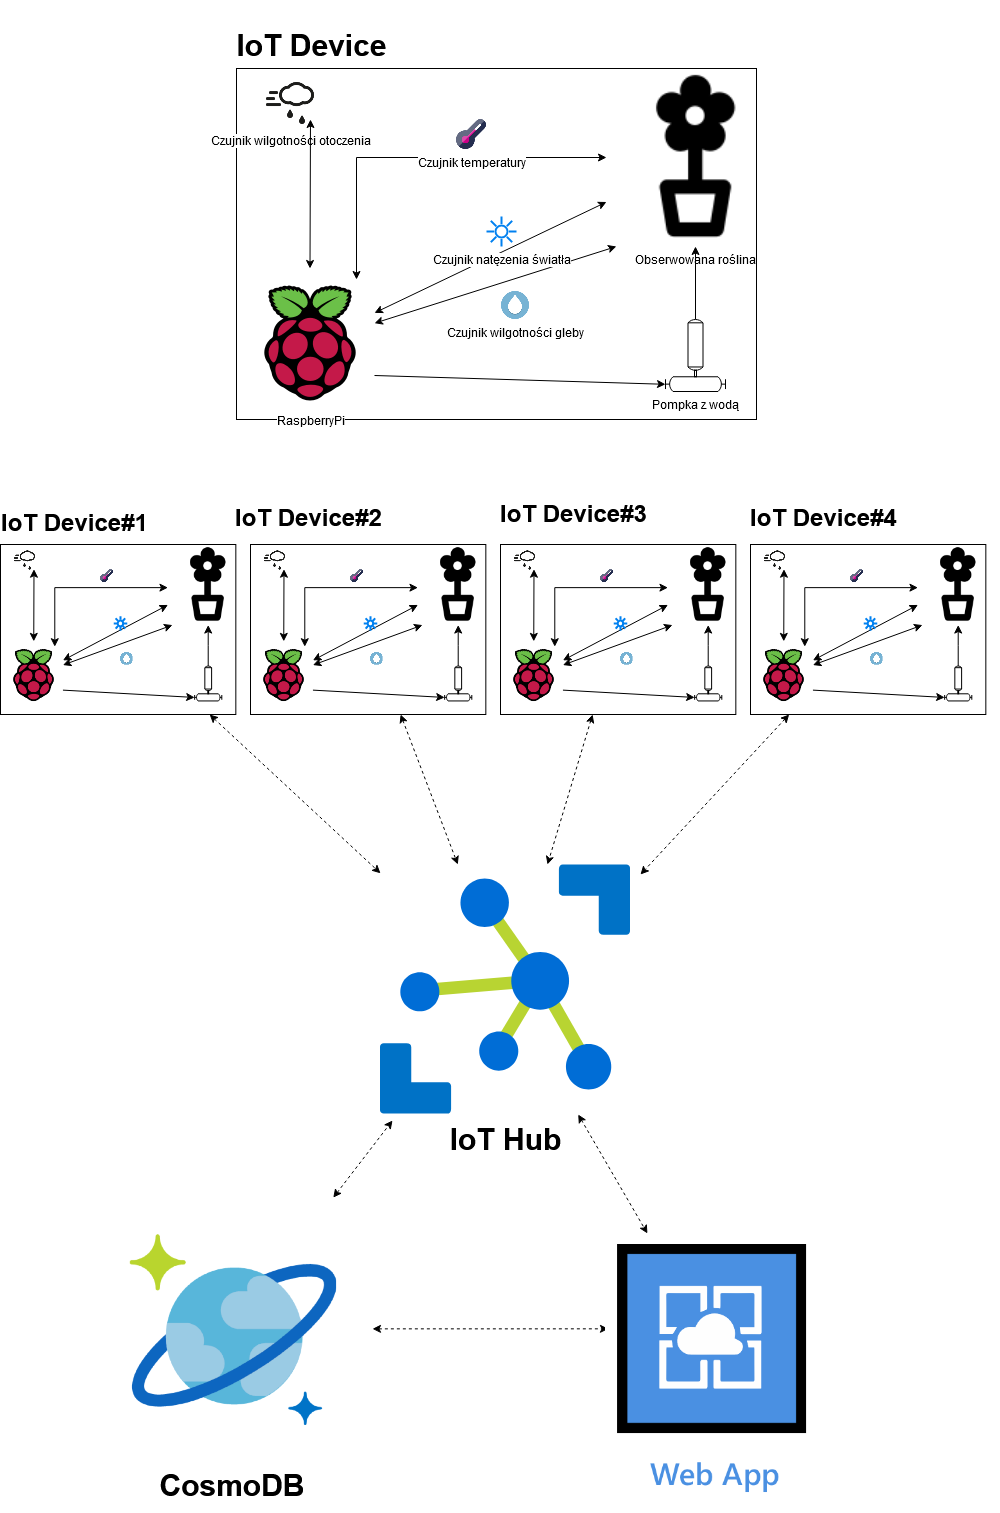 IoT Device
Czujnik wilgotności otoczenia
Czujnik temperatury
Czujnik natęzenia światła
Obserwowana roślina
Czujnik wilgotności gleby
Pompka z wodą
RaspberryPi
IoT Device#1
IoT Device#2
IoT Device#3
IoT Device#4
IoT Hub
CosmoDB
Web App